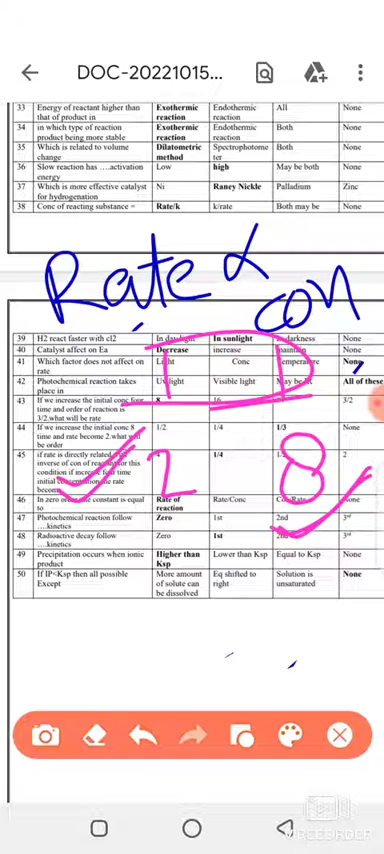 DOC-20221015...
33 Energy of reactant higher than that of product in Exothermic reaction Endothermic reaction All None
34 in which type of reaction product being more stable Exothermic reaction Endothermic reaction Both None
35 Which is related to volume change Dilatometric method Spectrophotometer Both None
36 Slow reaction has ....activation energy Low high May be both None
37 Which is more effective catalyst for hydrogenation Ni Raney Nickle Palladium Zinc
38 Conc of reacting substance = Rate/k k/rate Both may be None
Rate ∝
con
39 H2 react faster with cl2 In day light In sunlight darkness None
40 Catalyst affect on Ea Decrease increase None
41 Which factor does not affect on rate Light Conc Temperature None
42 Photochemical reaction takes place in Uv light Visible light May be All of these
43 If we increase the initial conc four time and order of reaction is 3/2.what will be rate 8 16 3/2
44 If we increase the initial conc 8 time and rate become 2.what will be order 1/2 1/4 1/3 None
45 if rate is directly related inverse of con of for this condition if increase four time initial the rate become 1/4 2
2 8
46 In zero constant is equal to Rate of reaction Rate/Conc None
47 Photochemical reaction follow ....kinetics Zero 1st 2nd 3rd
48 Radioactive decay follow ....kinetics Zero 1st 3rd
49 Precipitation occurs when ionic product Higher than Ksp Lower than Ksp Equal to Ksp None
50 If IP<Ksp then all possible Except More amount of solute can be dissolved Eq shifted to right Solution is unsaturated None